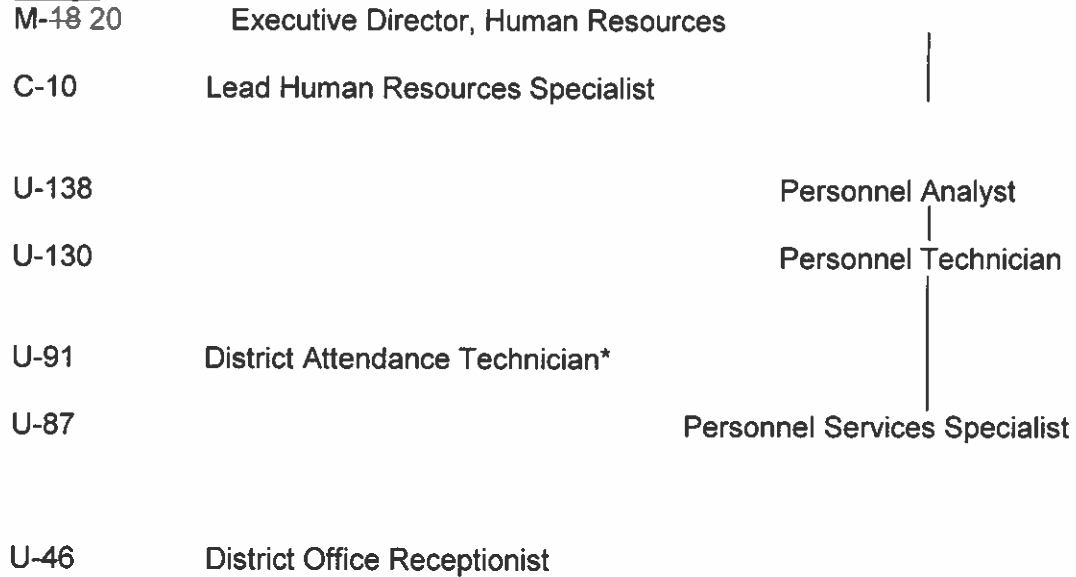 M-18 20 Executive Director, Human Resources
C-10 Lead Human Resources Specialist
U-138 Personnel Analyst
U-130 Personnel Technician
U-91 District Attendance Technician*
U-87 Personnel Services Specialist
U-46 District Office Receptionist